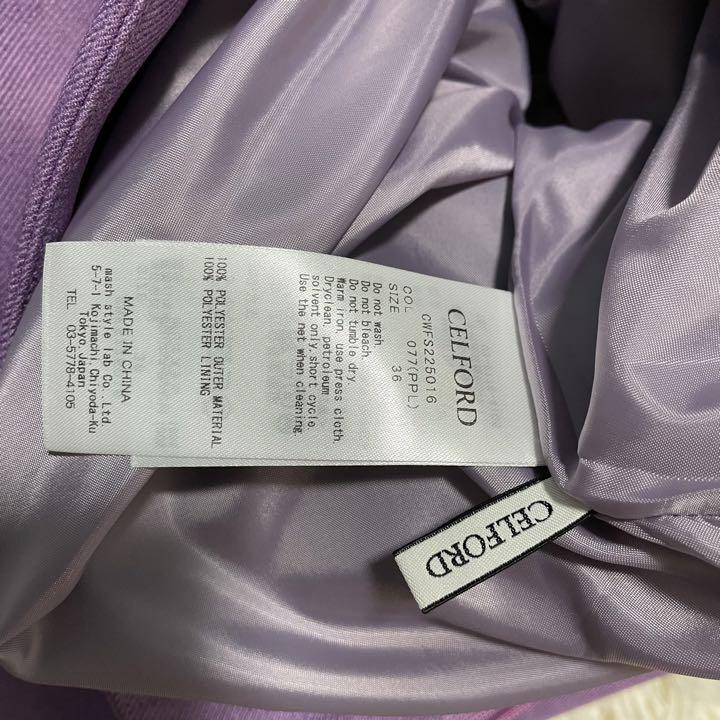 CELFORD
CWFS225016
COL 077(PPL)
SIZE 36
Do not wash.
Do not bleach.
Do not tumble dry
Warm iron, use press cloth.
Dryclean, petroleum
solvent only, short cycle.
Use the net when cleaning.
100% POLYESTER OUTER MATERIAL
100% POLYESTER LINING
MADE IN CHINA
mash style lab Co.,Ltd.
5-7-1 Kojimachi,Chiyoda-Ku
Tokyo,Japan
TEL 03-5778-4106
CELFORD